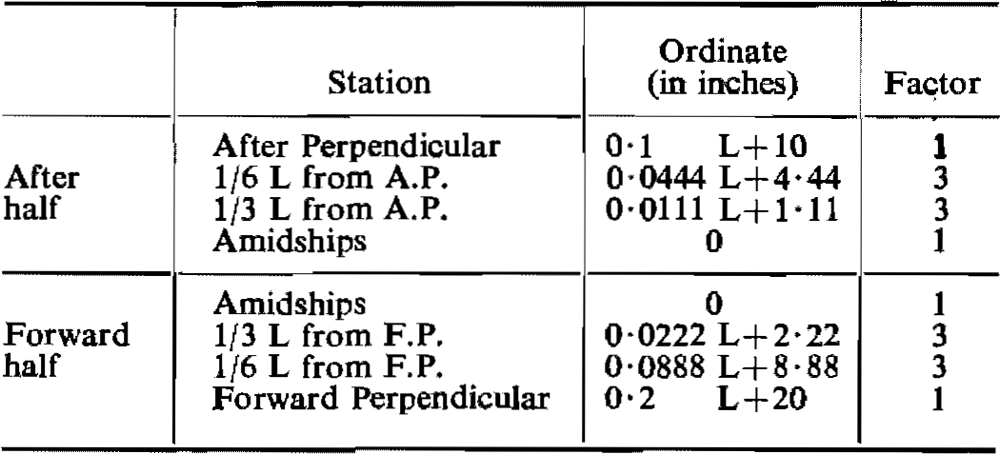 Station Ordinate (in inches) Factor
After half
After Perpendicular 0·1 L+10 1
1/6 L from A.P. 0·0444 L+4·44 3
1/3 L from A.P. 0·0111 L+1·11 3
Amidships 0 1
Forward half
Amidships 0 1
1/3 L from F.P. 0·0222 L+2·22 3
1/6 L from F.P. 0·0888 L+8·88 3
Forward Perpendicular 0·2 L+20 1